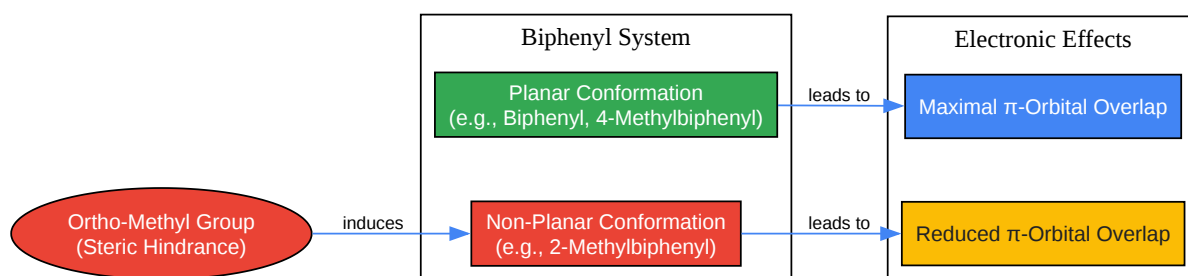 Biphenyl System
Electronic Effects
Planar Conformation
(e.g., Biphenyl, 4-Methylbiphenyl)
leads to
Maximal π-Orbital Overlap
Ortho-Methyl Group
(Steric Hindrance)
induces
Non-Planar Conformation
(e.g., 2-Methylbiphenyl)
leads to
Reduced π-Orbital Overlap